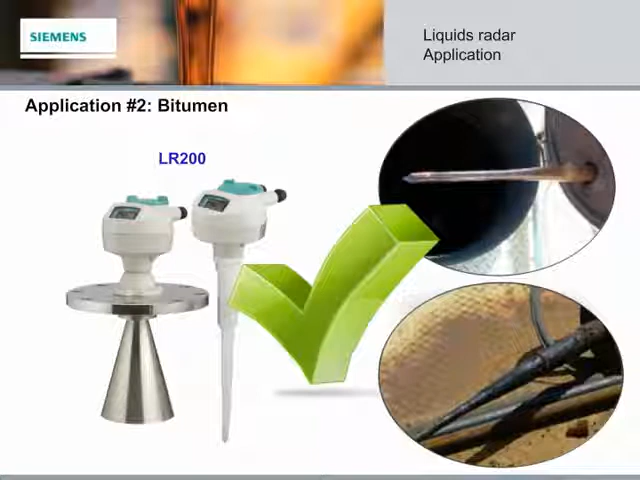 SIEMENS
Liquids radar
Application
Application #2: Bitumen
LR200